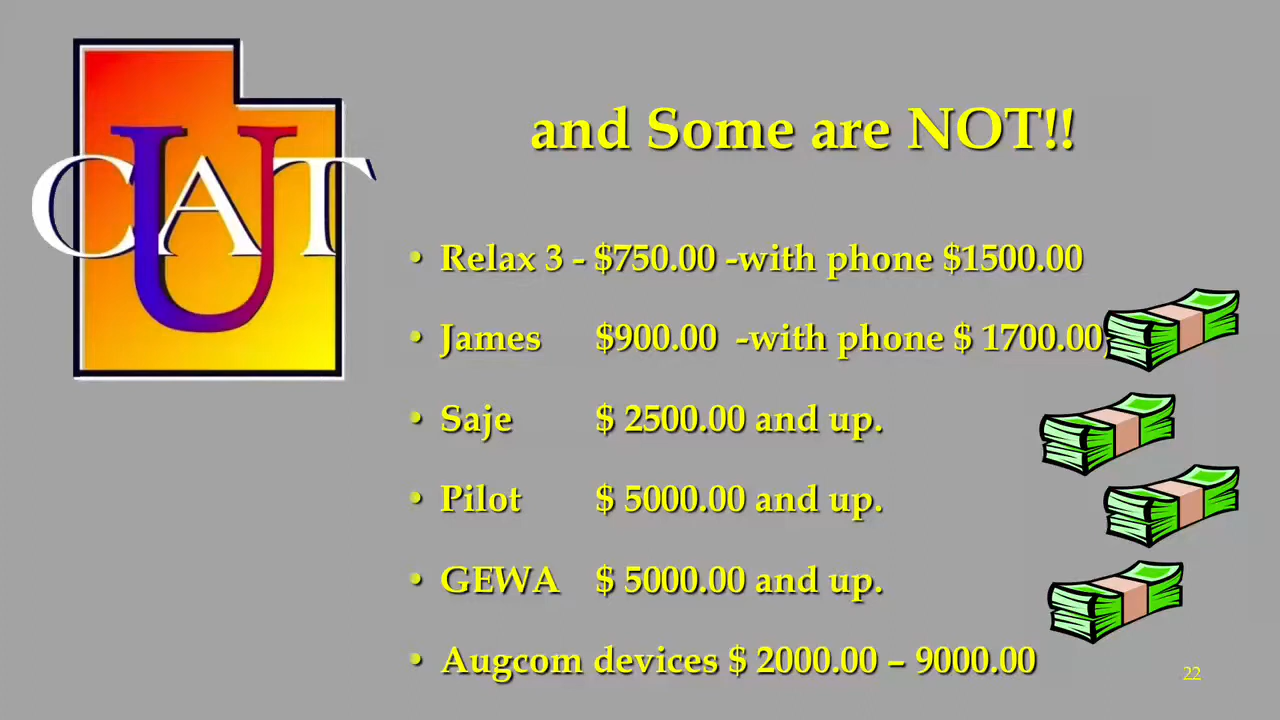 UCAT
and Some are NOT!!
• Relax 3 - $750.00 -with phone $1500.00
• James $900.00 -with phone $ 1700.00
• Saje $ 2500.00 and up.
• Pilot $ 5000.00 and up.
• GEWA $ 5000.00 and up.
• Augcom devices $ 2000.00 – 9000.00
22